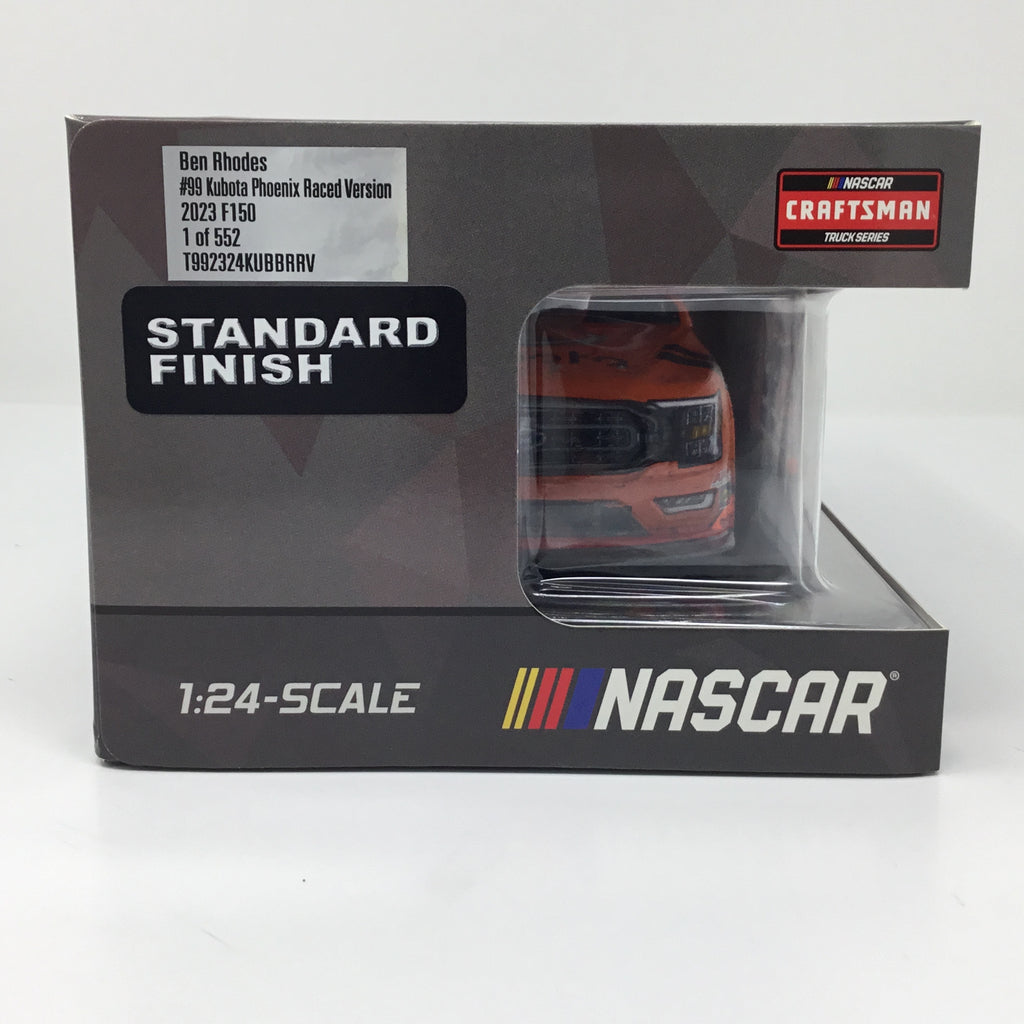 Ben Rhodes
#99 Kubota Phoenix Raced Version
2023 F150
1 of 552
T992324KUBBRRV
NASCAR
CRAFTSMAN
TRUCK SERIES
STANDARD
FINISH
1:24-SCALE
NASCAR®